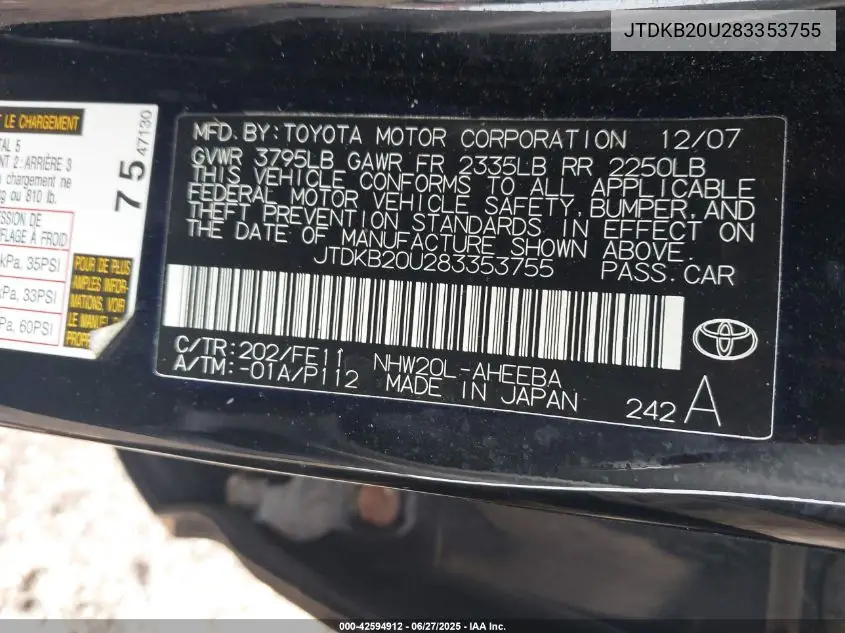 JTDKB20U283353755
T LE CHARGEMENT
TAL 5
NT 2: ARRIÈRE 3
chargement ne
ou 810 lb.
75
47130
ESSION DE
FLAGE À FROID
kPa, 35PSI
kPa, 33PSI
Pa, 60PSI
POUR DE PLUS
AMPLES INFOR-
MATIONS, VOIR
LE MANUEL
MFD. BY: TOYOTA MOTOR CORPORATION 12/07
GVWR 3795LB GAWR FR 2335LB RR 2250LB
THIS VEHICLE CONFORMS TO ALL APPLICABLE
FEDERAL MOTOR VEHICLE SAFETY, BUMPER, AND
THEFT PREVENTION STANDARDS IN EFFECT ON
THE DATE OF MANUFACTURE SHOWN ABOVE.
JTDKB20U283353755 PASS. CAR
C/TR: 202/FE11 NHW20L-AHEEBA
A/TM: -01A/P112 MADE IN JAPAN
242 A
000-42594912 - 06/27/2025 - IAA Inc.